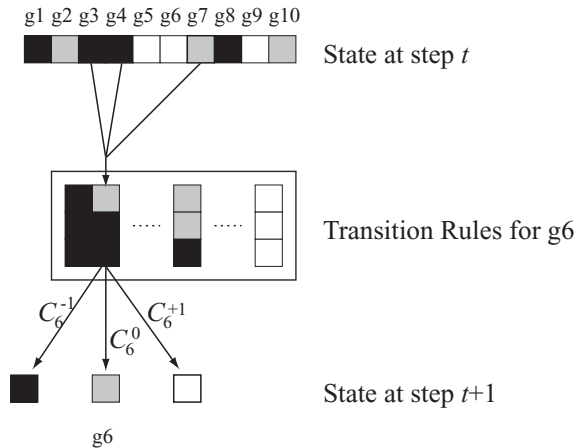 g1 g2 g3 g4 g5 g6 g7 g8 g9 g10
State at step t
..... .....
Transition Rules for g6
C₆⁻¹ C₆⁰ C₆⁺¹
State at step t+1
g6